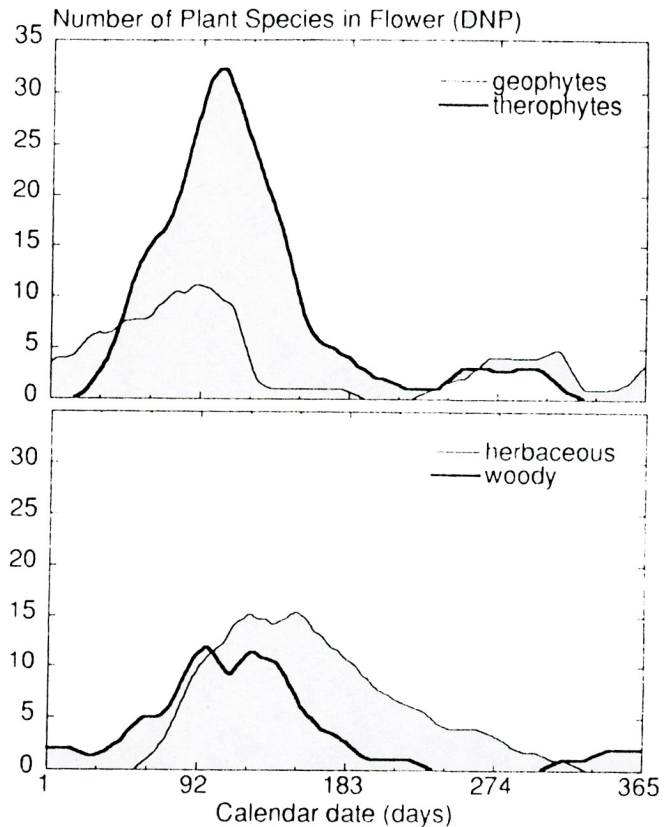 Number of Plant Species in Flower (DNP)
35
30
25
20
15
10
5
0
geophytes
therophytes
30
25
20
15
10
5
0
herbaceous
woody
1 92 183 274 365
Calendar date (days)